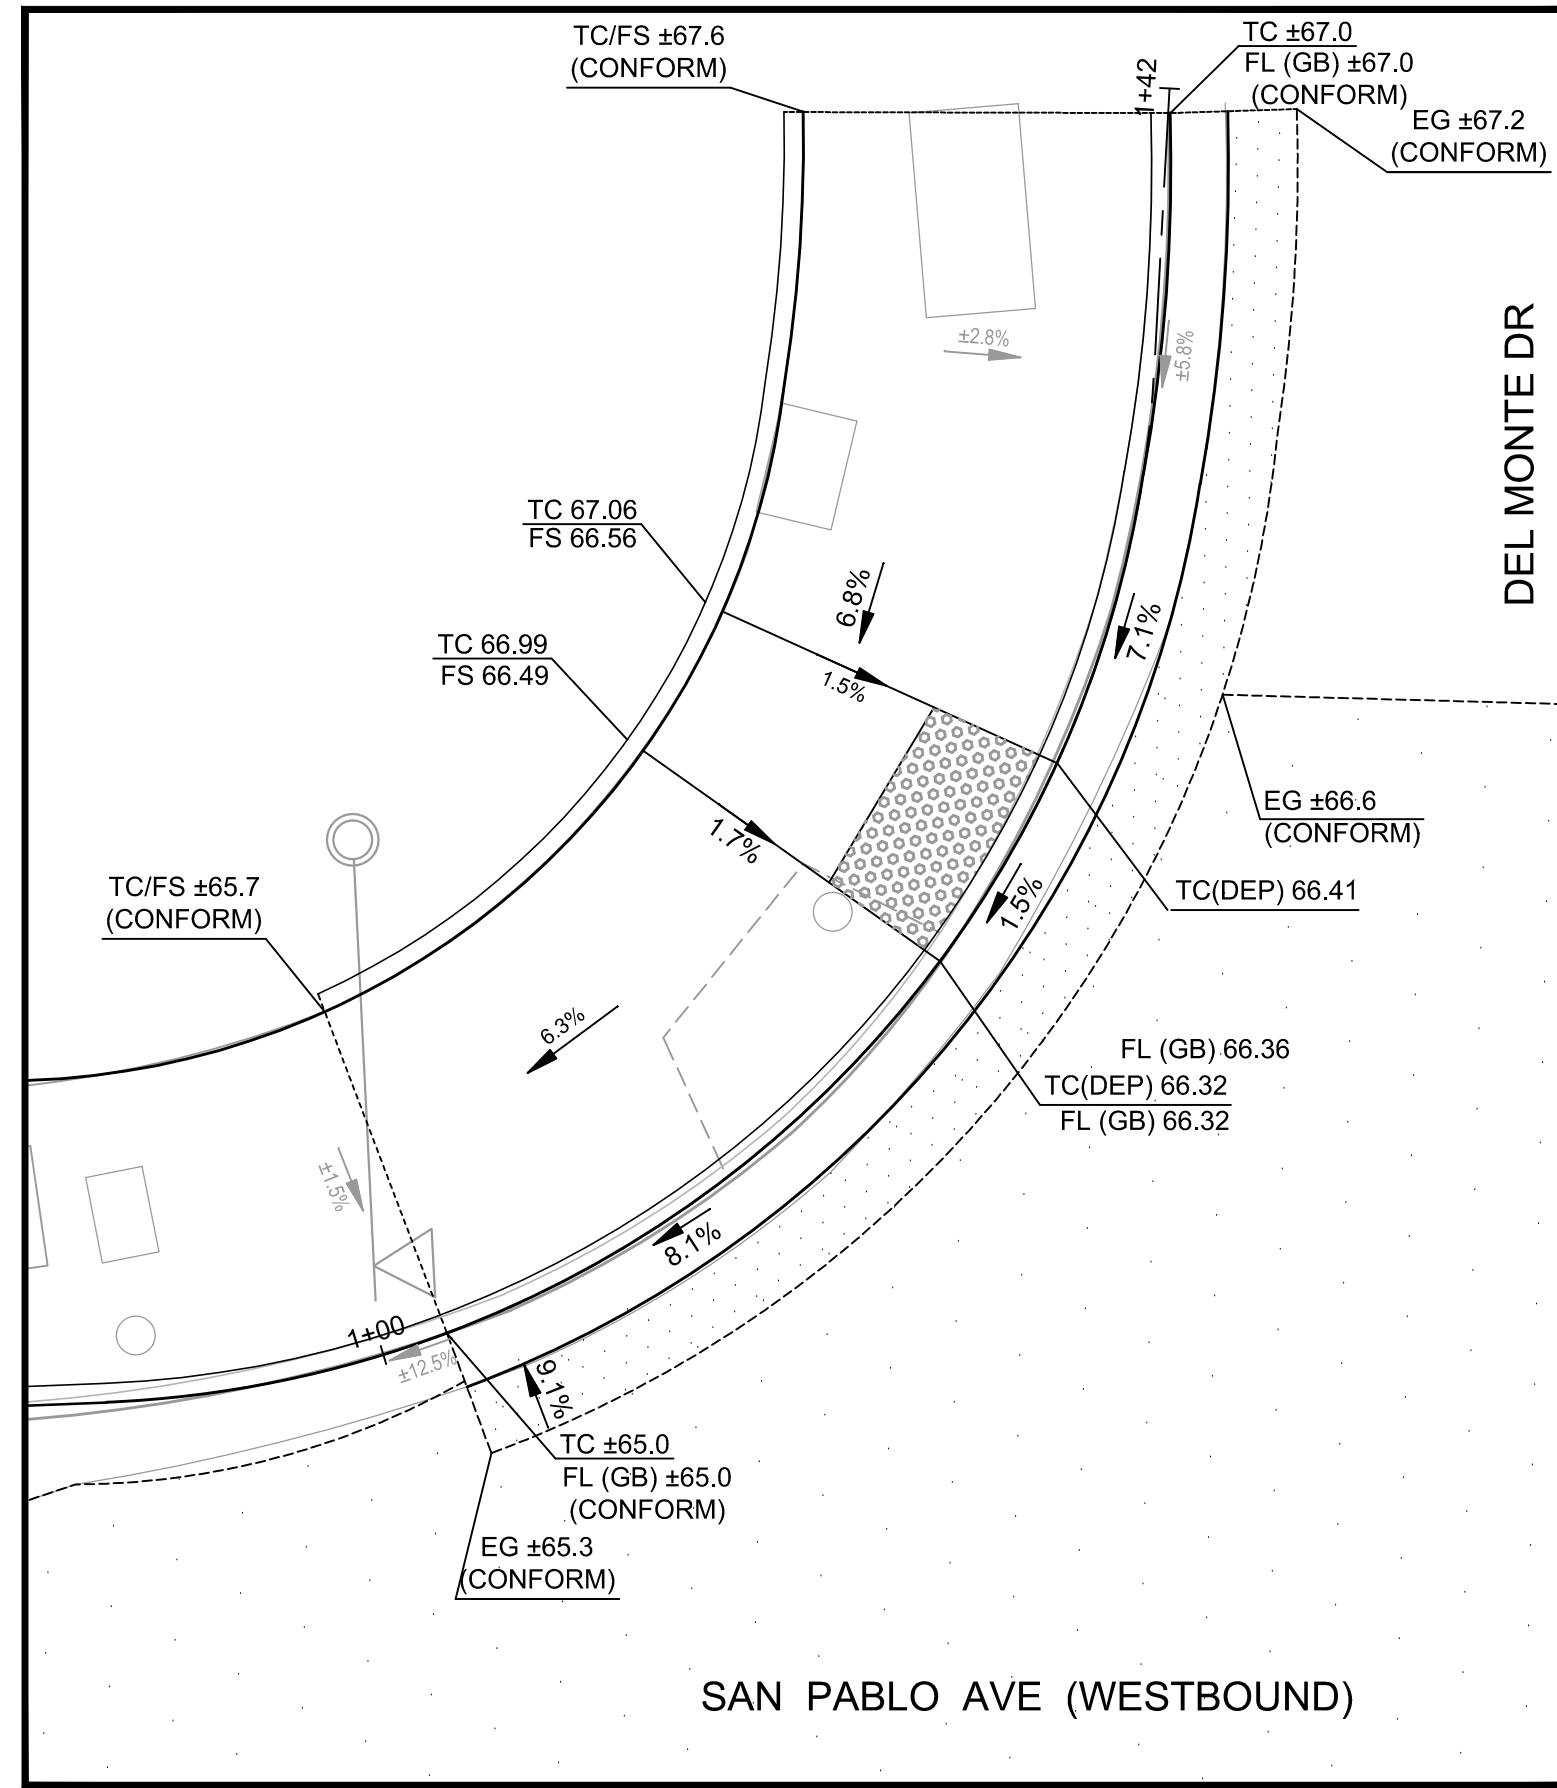 TC/FS ±67.6
(CONFORM)
1+42
TC ±67.0
FL (GB) ±67.0
(CONFORM)
EG ±67.2
(CONFORM)
±2.8%
±5.8%
DEL MONTE DR
TC 67.06
FS 66.56
6.8%
7.1%
TC 66.99
FS 66.49
1.5%
1.7%
EG ±66.6
(CONFORM)
TC/FS ±65.7
(CONFORM)
TC(DEP) 66.41
1.5%
6.3%
FL (GB) 66.36
TC(DEP) 66.32
FL (GB) 66.32
±1.5%
8.1%
1+00
±12.5%
9.1%
TC ±65.0
FL (GB) ±65.0
(CONFORM)
EG ±65.3
(CONFORM)
SAN PABLO AVE (WESTBOUND)